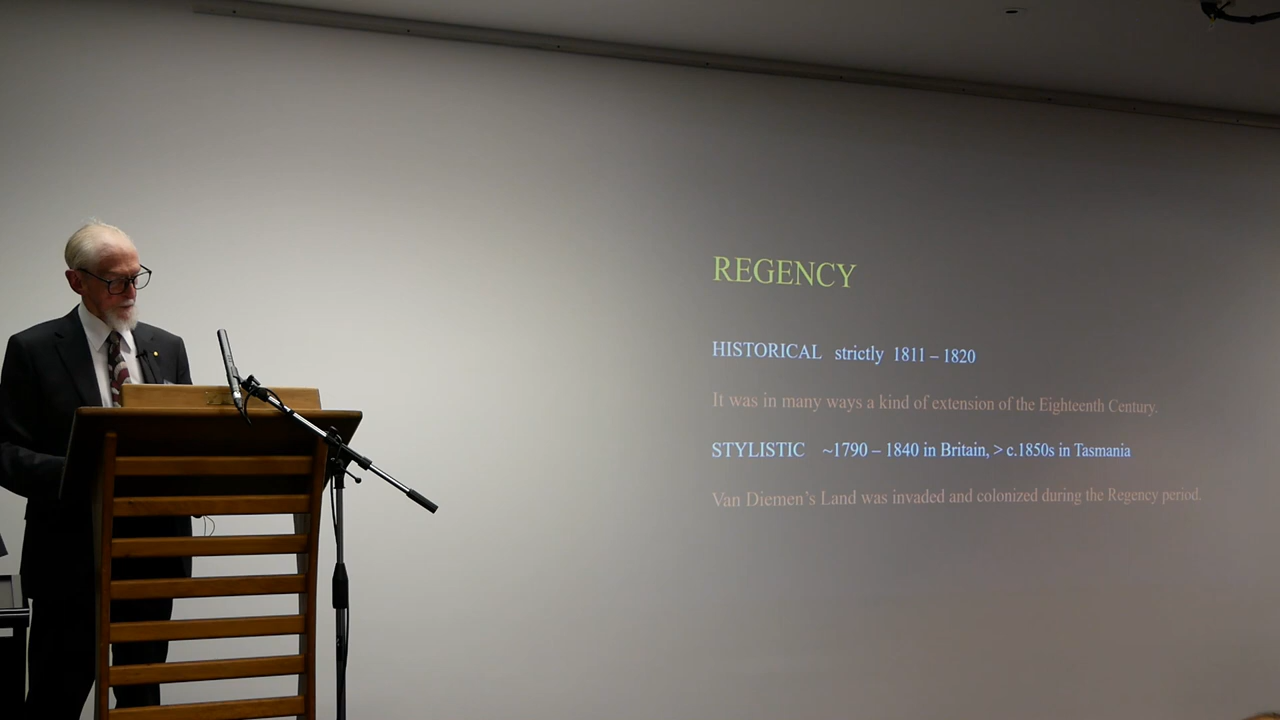 REGENCY
HISTORICAL strictly 1811 – 1820
It was in many ways a kind of extension of the Eighteenth Century.
STYLISTIC ~1790 – 1840 in Britain, > c.1850s in Tasmania
Van Diemen's Land was invaded and colonized during the Regency period.